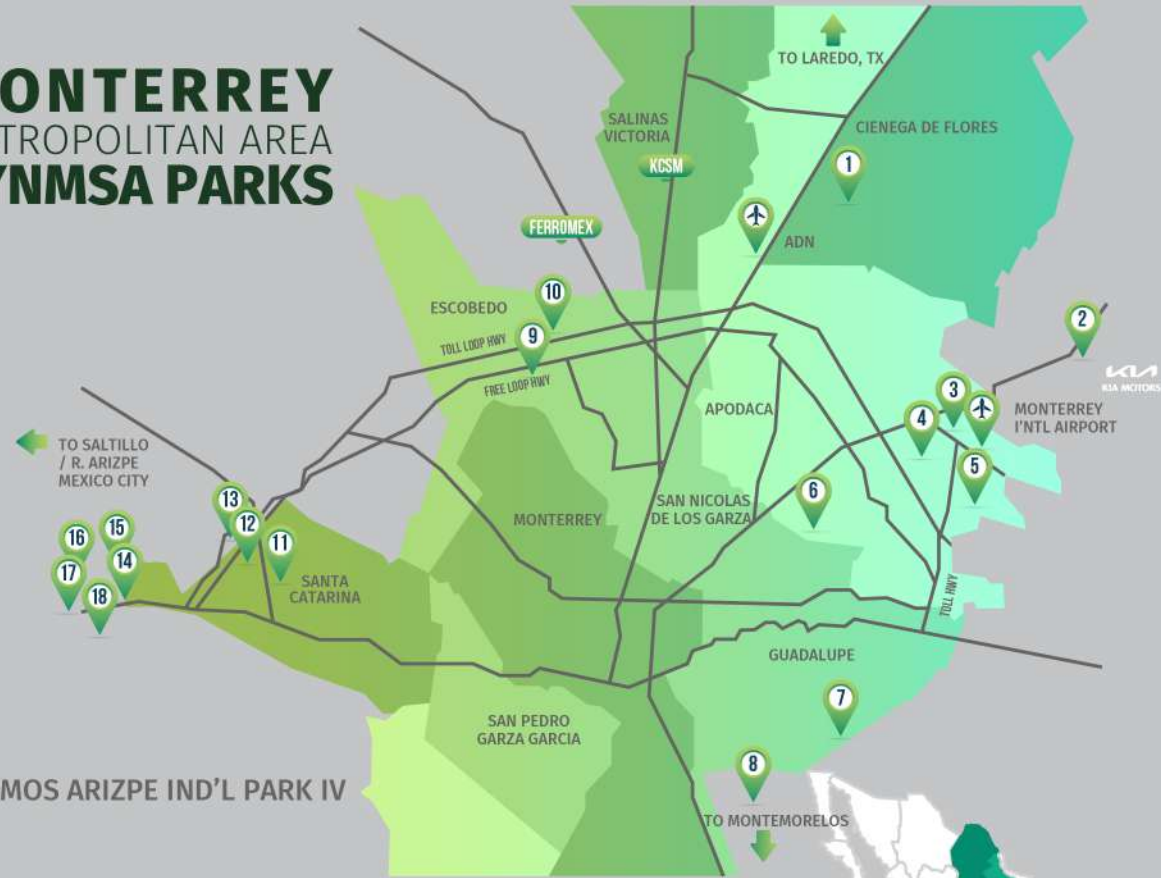 ONTERREY
TROPOLITAN AREA
YNMSA PARKS
TO LAREDO, TX
SALINAS
VICTORIA
CIENEGA DE FLORES
KCSM
1
FERROMEX
ADN
10
ESCOBEDO
9
TOLL LOOP HWY
FREE LOOP HWY
2
KIA
KIA MOTORS
3
4
MONTERREY
I'NTL AIRPORT
APODACA
5
TO SALTILLO
/ R. ARIZPE
MEXICO CITY
6
SAN NICOLAS
DE LOS GARZA
MONTERREY
13
12
11
15
16
14
17
18
SANTA
CATARINA
TOLL HWY
GUADALUPE
7
SAN PEDRO
GARZA GARCIA
8
MOS ARIZPE IND'L PARK IV
TO MONTEMORELOS